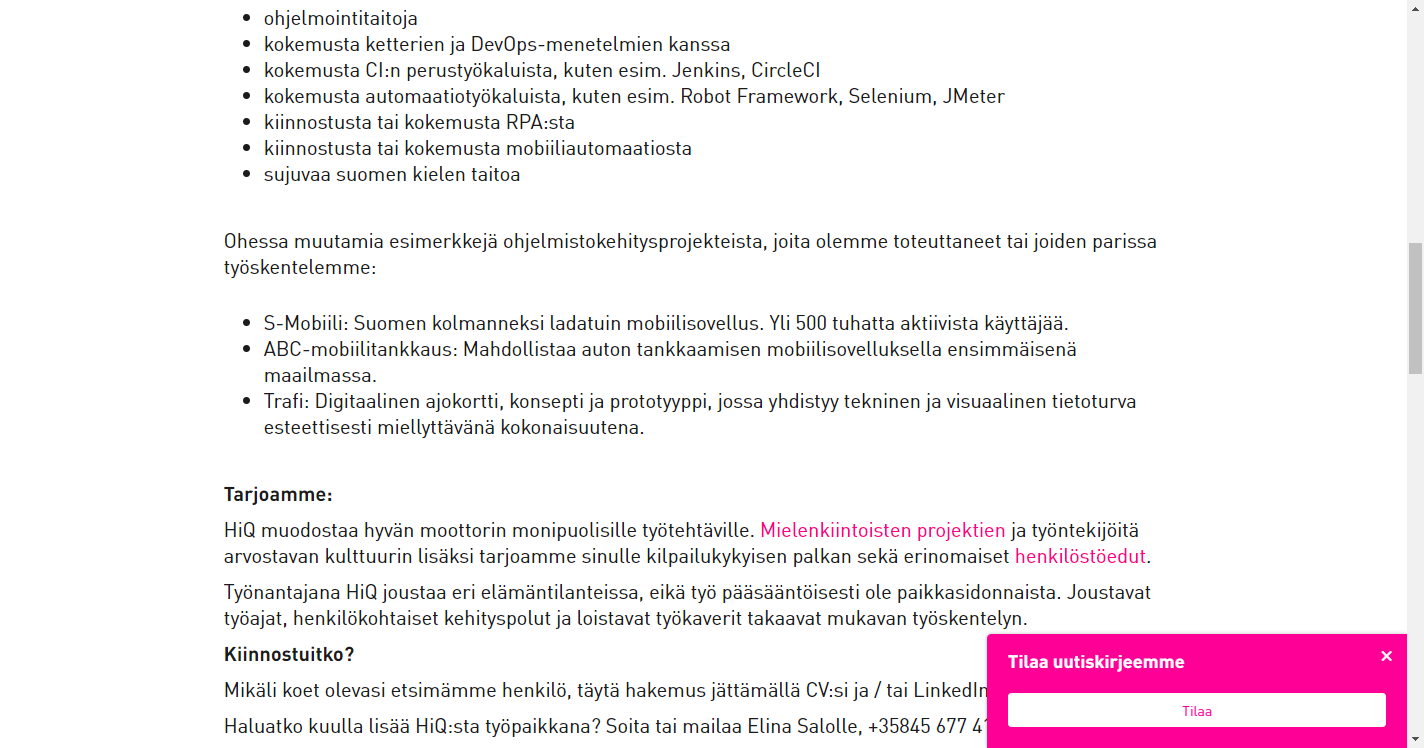 ohjelmointitaitoja
kokemusta ketterien ja DevOps-menetelmien kanssa
kokemusta CI:n perustyökaluista, kuten esim. Jenkins, CircleCI
kokemusta automaatiotyökaluista, kuten esim. Robot Framework, Selenium, JMeter
kiinnostusta tai kokemusta RPA:sta
kiinnostusta tai kokemusta mobiiliautomaatiosta
sujuvaa suomen kielen taitoa
Ohessa muutamia esimerkkejä ohjelmistokehitysprojekteista, joita olemme toteuttaneet tai joiden parissa
työskentelemme:
S-Mobiili: Suomen kolmanneksi ladatuin mobiilisovellus. Yli 500 tuhatta aktiivista käyttäjää.
ABC-mobiilitankkaus: Mahdollistaa auton tankkaamisen mobiilisovelluksella ensimmäisenä
maailmassa.
Trafi: Digitaalinen ajokortti, konsepti ja prototyyppi, jossa yhdistyy tekninen ja visuaalinen tietoturva
esteettisesti miellyttävänä kokonaisuutena.
Tarjoamme:
HiQ muodostaa hyvän moottorin monipuolisille työtehtäville. Mielenkiintoisten projektien ja työntekijöitä
arvostavan kulttuurin lisäksi tarjoamme sinulle kilpailukykyisen palkan sekä erinomaiset henkilöstöedut.
Työnantajana HiQ joustaa eri elämäntilanteissa, eikä työ pääsääntöisesti ole paikkasidonnaista. Joustavat
työajat, henkilökohtaiset kehityspolut ja loistavat työkaverit takaavat mukavan työskentelyn.
Kiinnostuitko?
Mikäli koet olevasi etsimämme henkilö, täytä hakemus jättämällä CV:si ja / tai LinkedIn
Haluatko kuulla lisää HiQ:sta työpaikkana? Soita tai mailaa Elina Salolle, +35845 677
Tilaa uutiskirjeemme
×
Tilaa